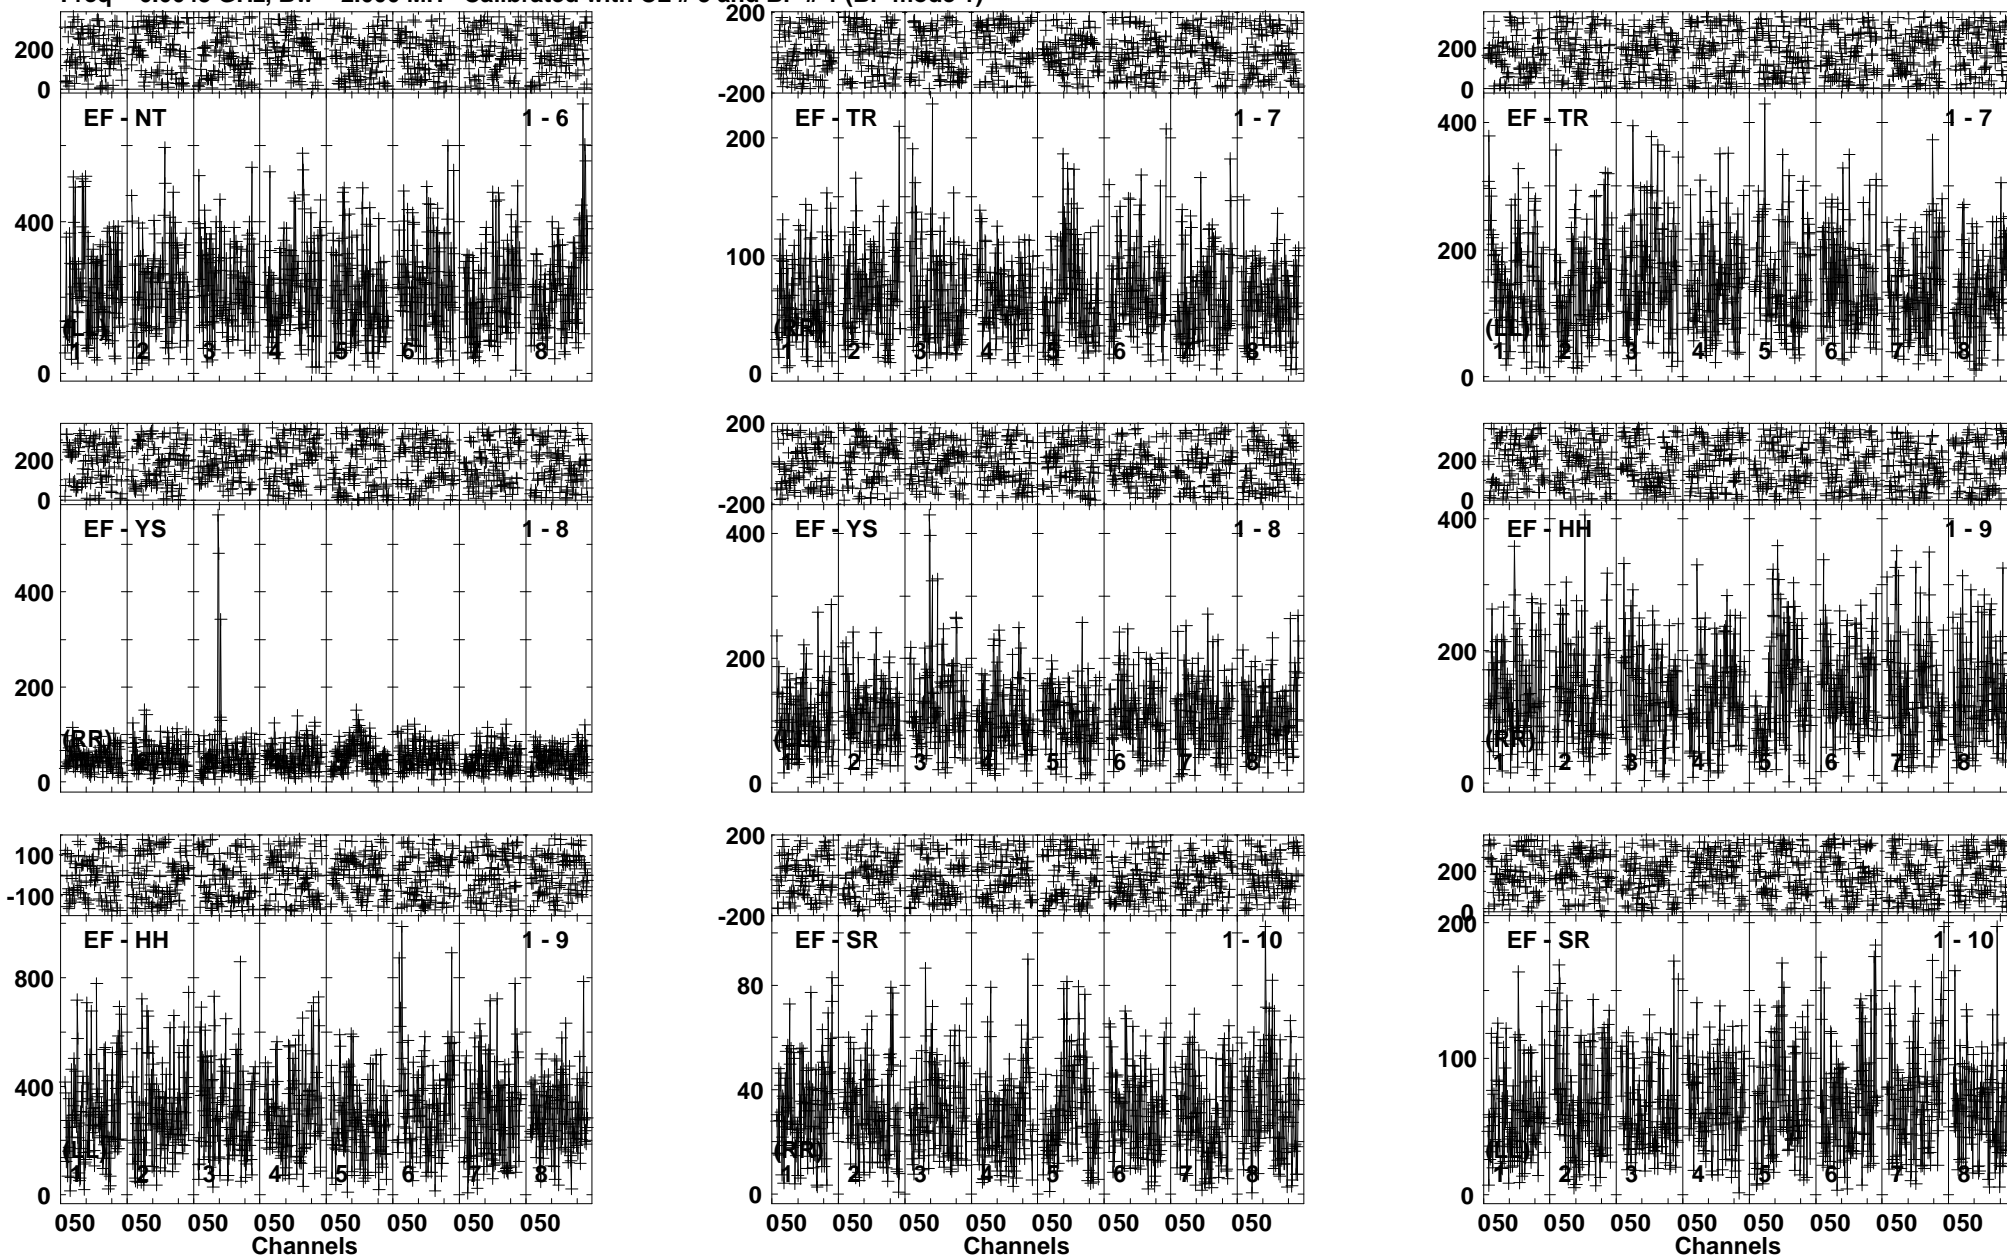 200 0 200 -200 200 0
EF - NT 1 - 6 EF - TR 1 - 7 EF - TR 1 - 7
400 0 200 100 0 400 200 0
(RR) (LL)
1 2 3 4 5 6 7 8 1 2 3 4 5 6 7 8 1 2 3 4 5 6 7 8
200 0 200 -200 200 0
EF - YS 1 - 8 EF - YS 1 - 8 EF - HH 1 - 9
400 200 0 400 200 0 400 200 0
(RR) (RR)
1 2 3 4 5 6 7 8 3 4 5 6 7 8
100 -100 200 -200 200 0
EF - HH 1 - 9 EF - SR 1 - 10 EF - SR 1 - 10
800 400 0 80 40 0 200 100 0
(LL) (RR) (LL)
1 2 3 4 5 6 7 8 1 2 3 4 5 6 7 8 1 2 3 4 5 6 7 8
050 050 050 050 050 050 050 050 050 050 050 050 050 050 050 050 050 050 050 050 050 050 050 050
Channels Channels Channels